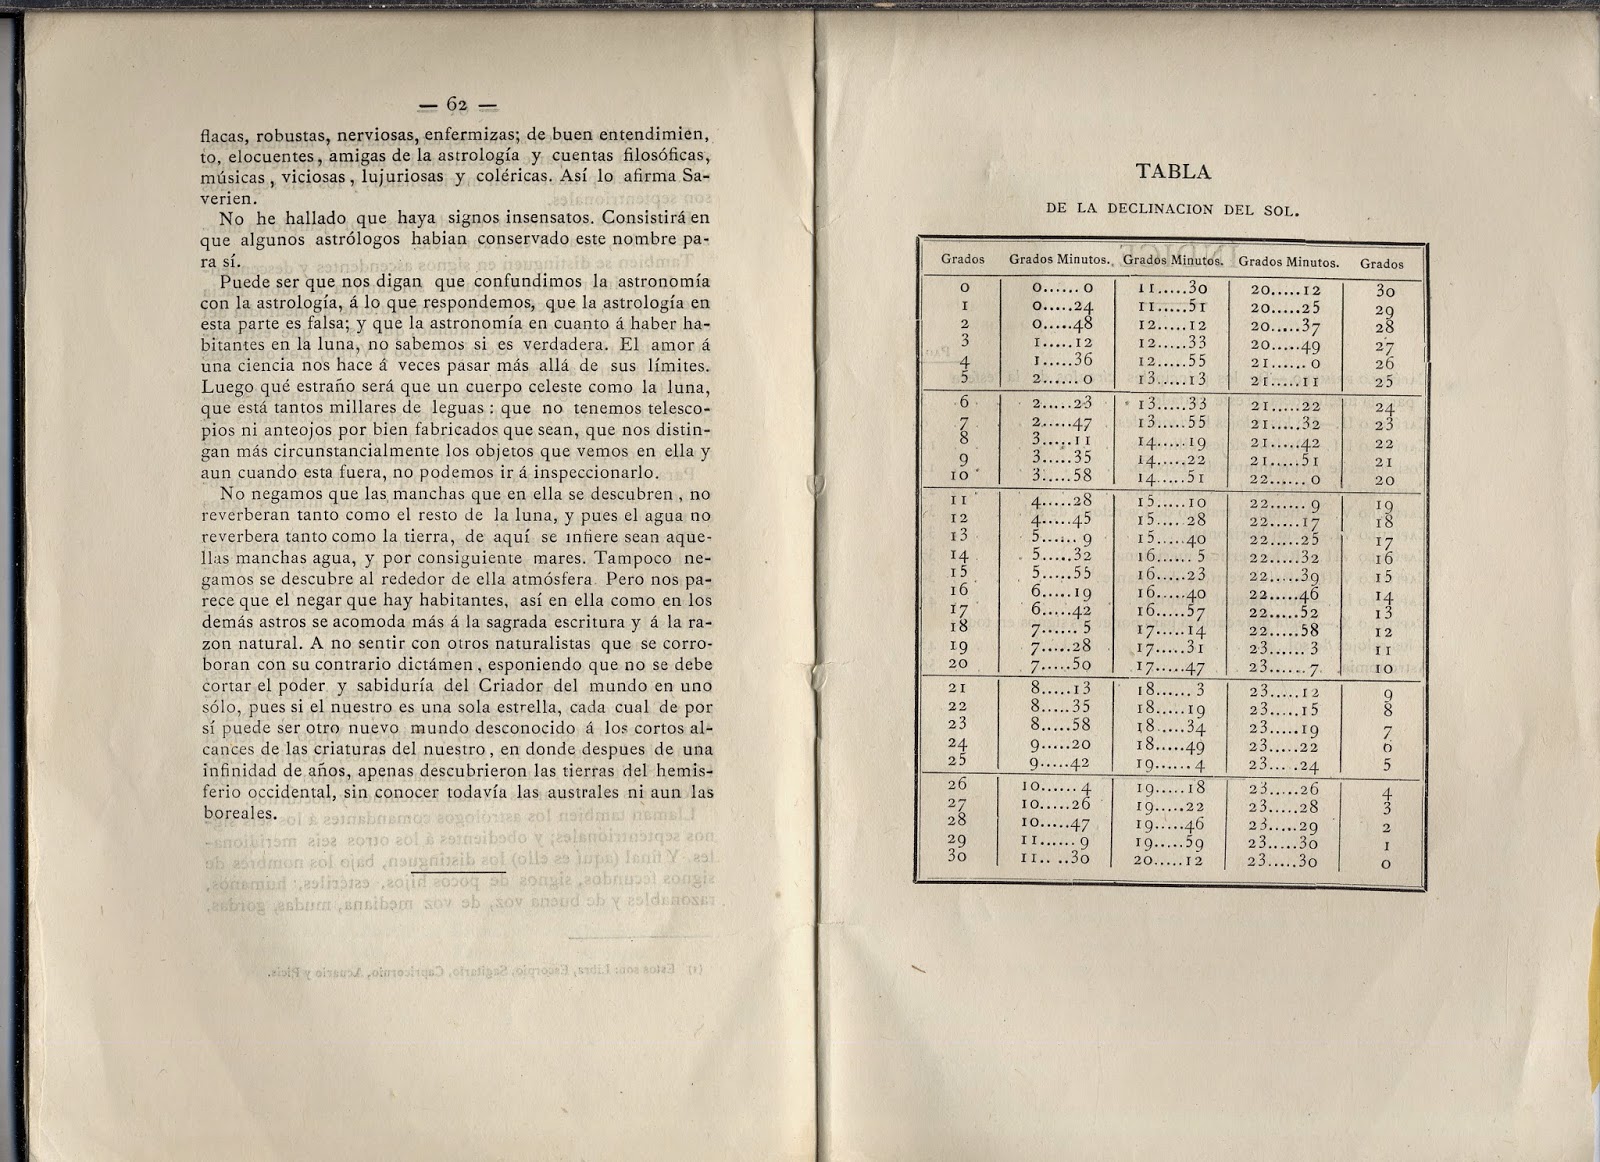 — 62 —
flacas, robustas, nerviosas, enfermizas; de buen entendimien,
to, elocuentes, amigas de la astrología y cuentas filosóficas,
músicas, viciosas, lujuriosas y coléricas. Así lo afirma Sa-
verien.
No he hallado que haya signos insensatos. Consistirá en
que algunos astrólogos habian conservado este nombre pa-
ra sí.
Puede ser que nos digan que confundimos la astronomía
con la astrología, á lo que respondemos, que la astrología en
esta parte es falsa; y que la astronomía en cuanto á haber ha-
bitantes en la luna, no sabemos si es verdadera. El amor á
una ciencia nos hace á veces pasar más allá de sus límites.
Luego qué estraño será que un cuerpo celeste como la luna,
que está tantos millares de leguas: que no tenemos telesco-
pios ni anteojos por bien fabricados que sean, que nos distin-
gan más circunstancialmente los objetos que vemos en ella y
aun cuando esta fuera, no podemos ir á inspeccionarlo.
No negamos que las manchas que en ella se descubren, no
reverberan tanto como el resto de la luna, y pues el agua no
reverbera tanto como la tierra, de aquí se infiere sean aque-
llas manchas agua, y por consiguiente mares. Tampoco ne-
gamos se descubre al rededor de ella atmósfera. Pero nos pa-
rece que el negar que hay habitantes, así en ella como en los
demás astros se acomoda más á la sagrada escritura y á la ra-
zon natural. A no sentir con otros naturalistas que se corro-
boran con su contrario dictámen, esponiendo que no se debe
cortar el poder y sabiduría del Criador del mundo en uno
sólo, pues si el nuestro es una sola estrella, cada cual de por
sí puede ser otro nuevo mundo desconocido á los cortos al-
cances de las criaturas del nuestro, en donde despues de una
infinidad de años, apenas descubrieron las tierras del hemis-
ferio occidental, sin conocer todavía las australes ni aun las
boreales.
TABLA
DE LA DECLINACION DEL SOL.
Grados Grados Minutos. Grados Minutos. Grados Minutos. Grados
0 0......0 11.....30 20.....12 30
1 0.....24 11.....51 20.....25 29
2 0.....48 12.....12 20.....37 28
3 1.....12 12.....33 20.....49 27
4 1.....36 12.....55 21......0 26
5 2......0 13.....13 21.....11 25
6 2.....23 13.....33 21.....22 24
7 2.....47 13.....55 21.....32 23
8 3.....11 14.....19 21.....42 22
9 3.....35 14.....22 21.....51 21
10 3.....58 14.....51 22......0 20
11 4.....28 15.....10 22......9 19
12 4.....45 15.....28 22.....17 18
13 5......9 15.....40 22.....25 17
14 5.....32 16......5 22.....32 16
15 5.....55 16.....23 22.....39 15
16 6.....19 16.....40 22.....46 14
17 6.....42 16.....57 22.....52 13
18 7......5 17.....14 22.....58 12
19 7.....28 17.....31 23......3 11
20 7.....50 17.....47 23......7 10
21 8.....13 18......3 23.....12 9
22 8.....35 18.....19 23.....15 8
23 8.....58 18.....34 23.....19 7
24 9.....20 18.....49 23.....22 6
25 9.....42 19......4 23.....24 5
26 10......4 19.....18 23.....26 4
27 10.....26 19.....22 23.....28 3
28 10.....47 19.....46 23.....29 2
29 11......9 19.....59 23.....30 1
30 11.....30 20.....12 23.....30 0